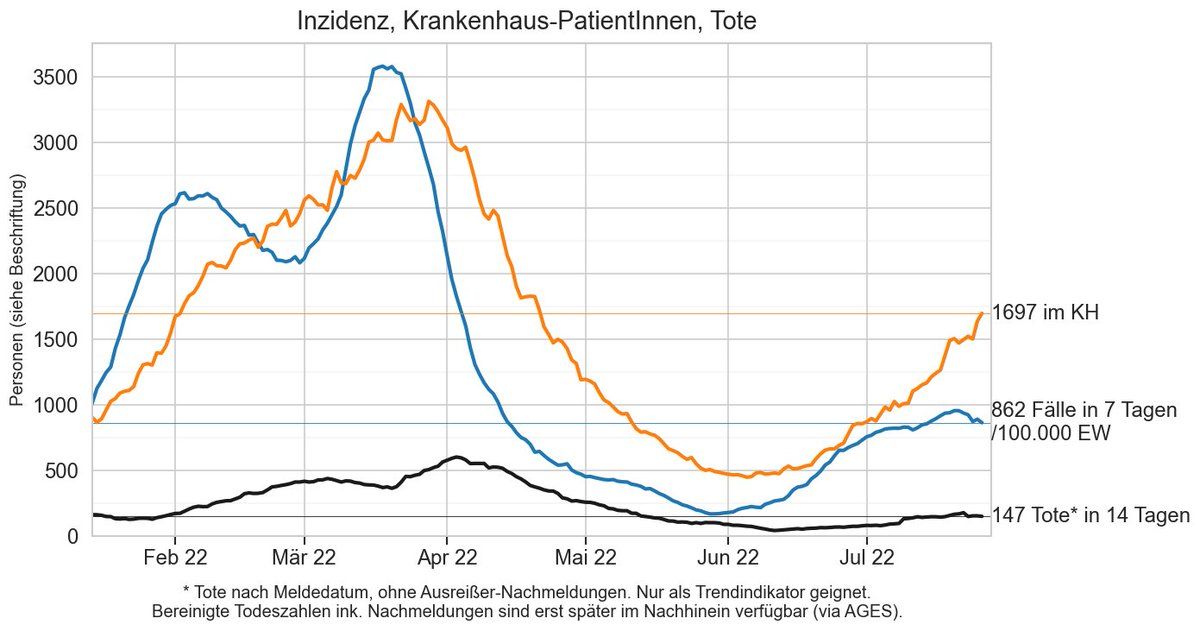 Inzidenz, Krankenhaus-PatientInnen, Tote
Personen (siehe Beschriftung)
3500
3000
2500
2000
1500
1000
500
0
1697 im KH
862 Fälle in 7 Tagen
/100.000 EW
147 Tote* in 14 Tagen
Feb 22
Mär 22
Apr 22
Mai 22
Jun 22
Jul 22
* Tote nach Meldedatum, ohne Ausreißer-Nachmeldungen. Nur als Trendindikator geignet.
Bereinigte Todeszahlen ink. Nachmeldungen sind erst später im Nachhinein verfügbar (via AGES).